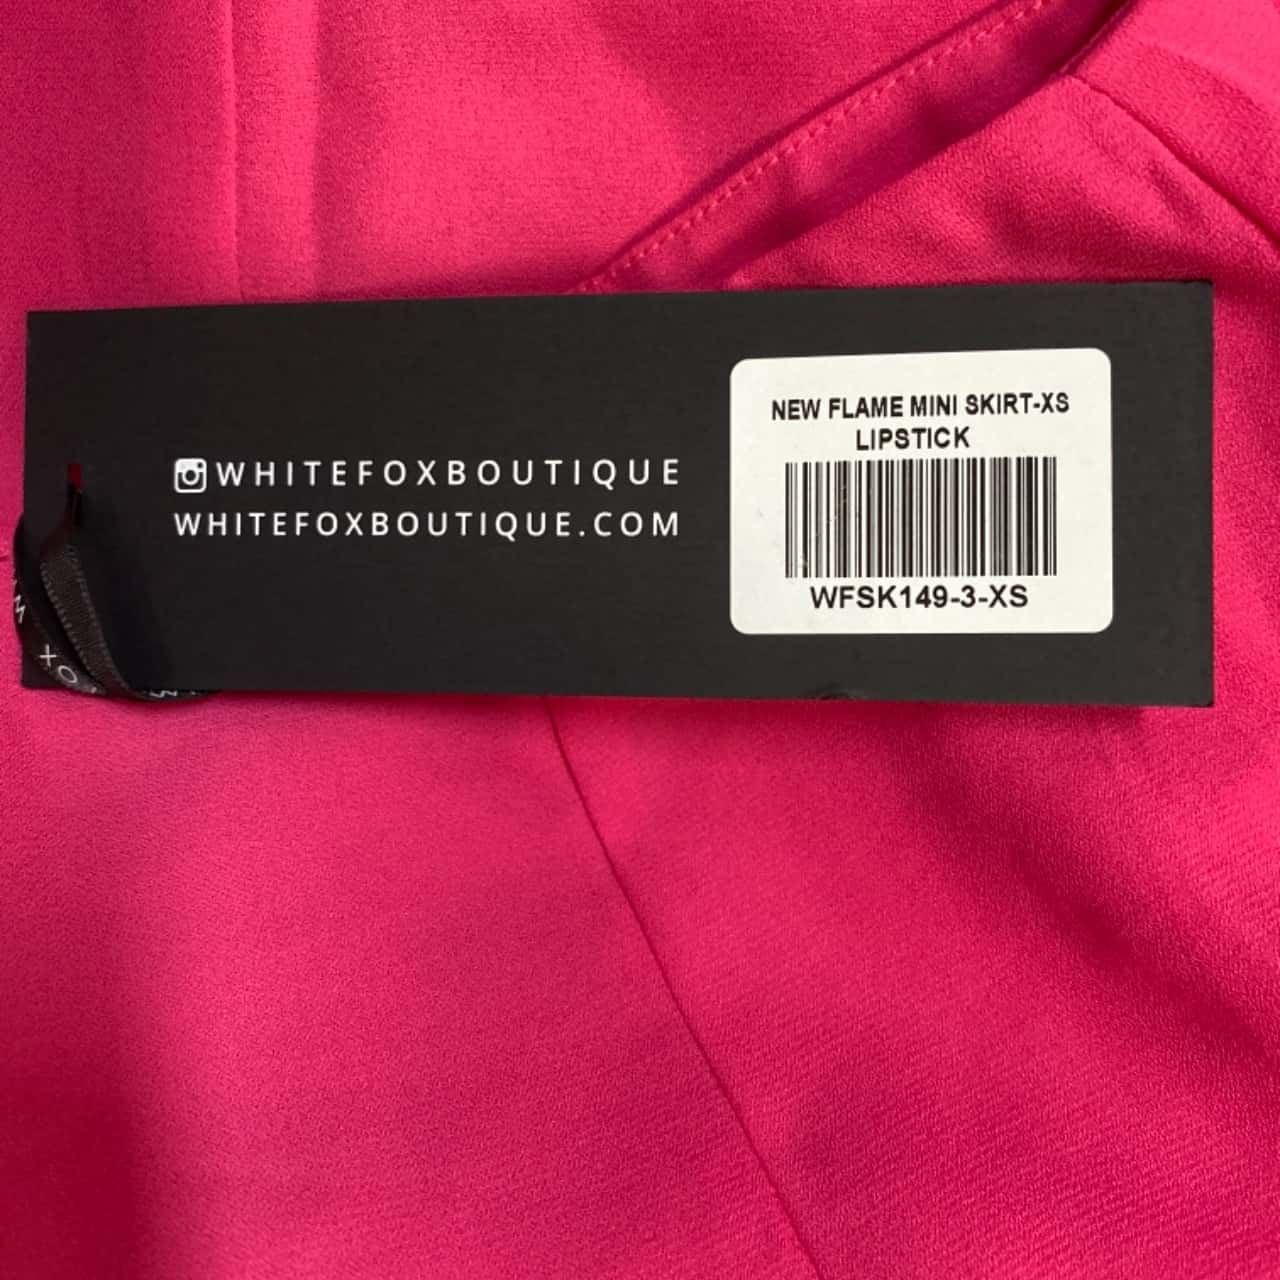 WHITEFOXBOUTIQUE
WHITEFOXBOUTIQUE.COM
NEW FLAME MINI SKIRT-XS
LIPSTICK
WFSK149-3-XS